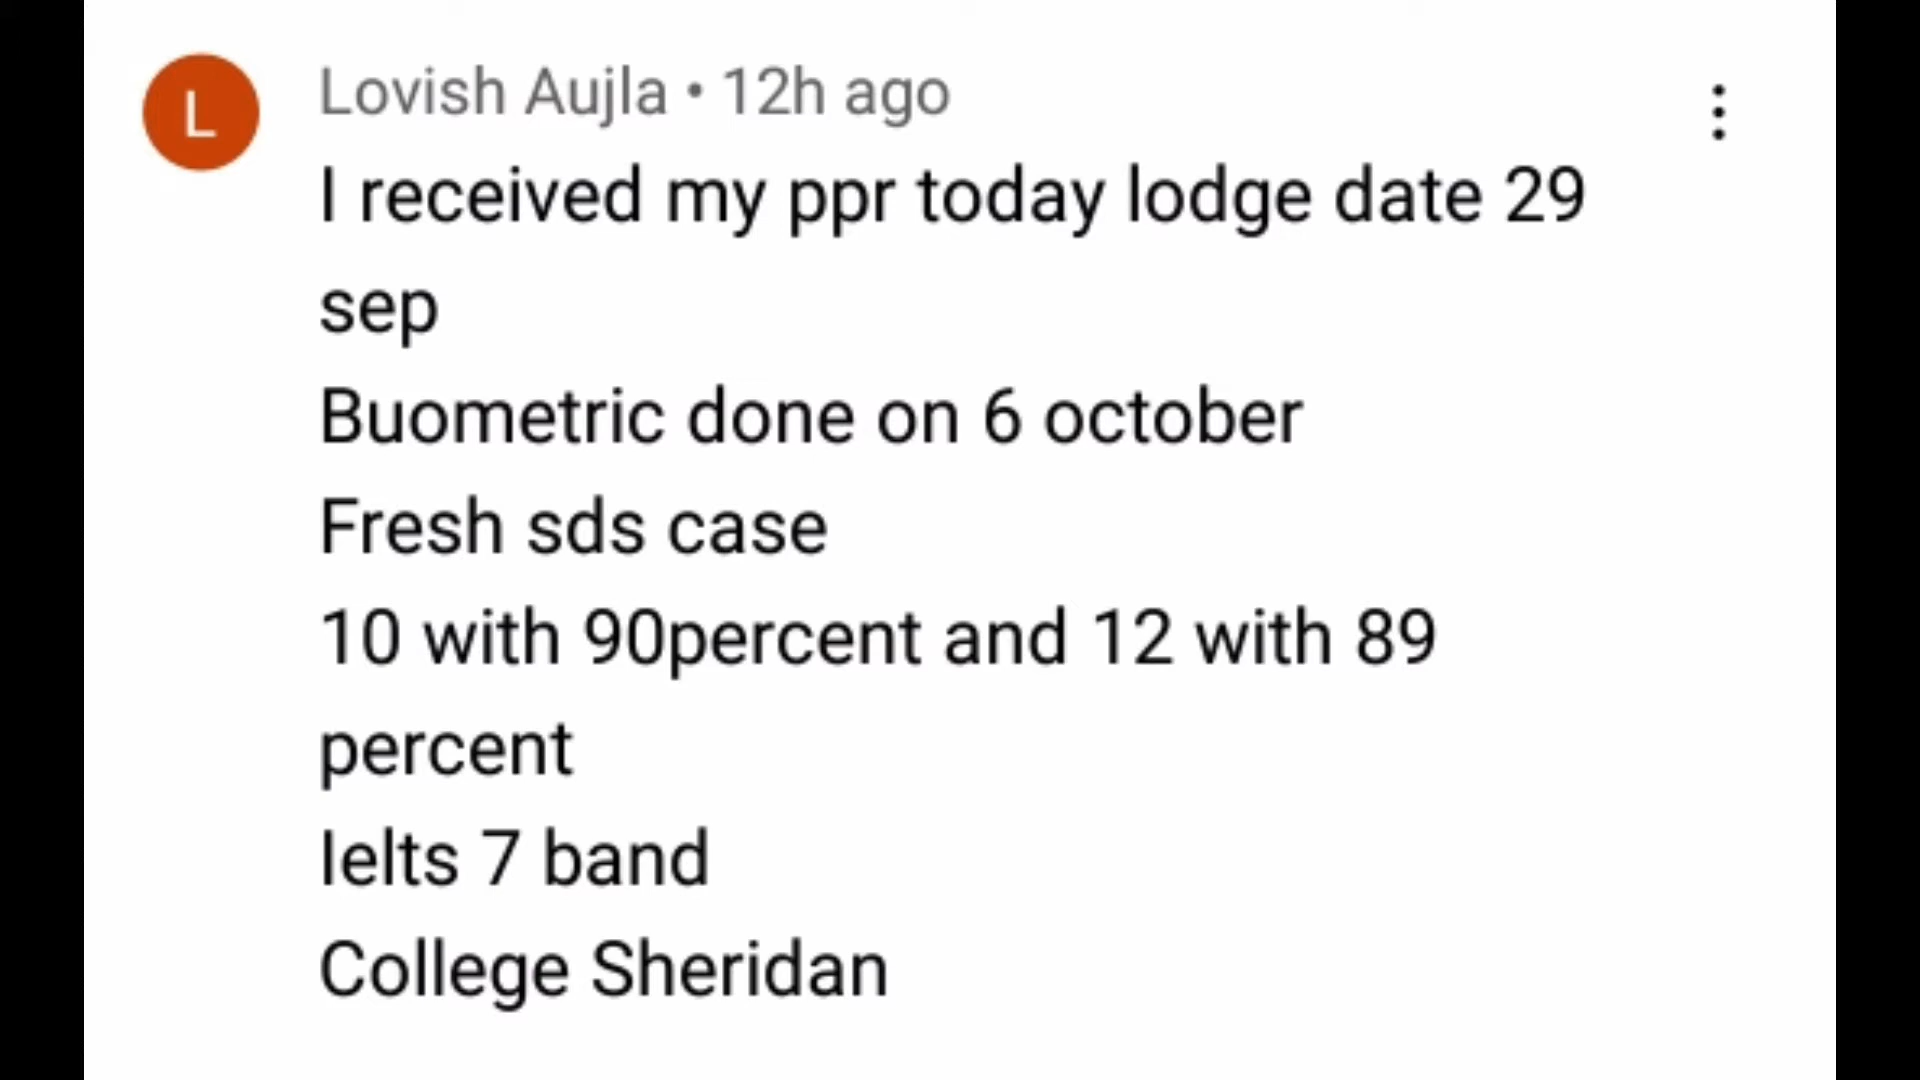 L
Lovish Aujla • 12h ago
I received my ppr today lodge date 29
sep
Buometric done on 6 october
Fresh sds case
10 with 90percent and 12 with 89
percent
Ielts 7 band
College Sheridan